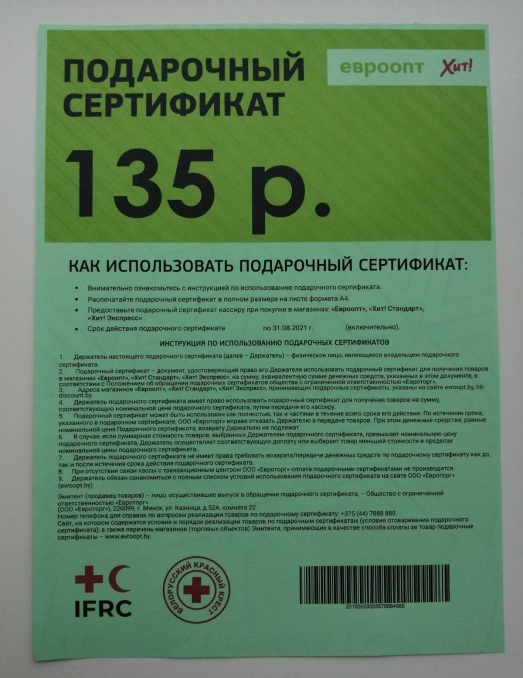 ПОДАРОЧНЫЙ
СЕРТИФИКАТ
евроопт Хит!
135 р.
КАК ИСПОЛЬЗОВАТЬ ПОДАРОЧНЫЙ СЕРТИФИКАТ:
• Внимательно ознакомьтесь с инструкцией по использованию подарочного сертификата.
• Распечатайте подарочный сертификат в полном размере на листе формата А4.
• Предоставьте подарочный сертификат кассиру при покупке в магазинах: «Евроопт», «Хит! Стандарт»,
«Хит! Экспресс» .
• Срок действия подарочного сертификата по 31.08.2021 г. (включительно).
ИНСТРУКЦИЯ ПО ИСПОЛЬЗОВАНИЮ ПОДАРОЧНЫХ СЕРТИФИКАТОВ
1. Держатель настоящего подарочного сертификата (далее – Держатель) – физическое лицо, являющееся владельцем подарочного
сертификата.
2. Подарочный сертификат – документ, удостоверяющий право его Держателя использовать подарочный сертификат для получения товаров
в магазинах «Евроопт», «Хит! Стандарт», «Хит! Экспресс», на сумму, эквивалентную сумме денежных средств, указанных в этом документе, в
соответствии с Положением об обращении подарочных сертификатов общества с ограниченной ответственностью «Евроторг».
3. Адреса магазинов «Евроопт», «Хит! Стандарт», «Хит! Экспресс», принимающих подарочные сертификаты, указаны на сайте evroopt.by, hit-
discount.by.
4. Держатель подарочного сертификата имеет право использовать подарочный сертификат для получения товаров на сумму,
соответствующую номинальной цене подарочного сертификата, путем передачи его кассиру.
5. Подарочный сертификат может быть использован как полностью, так и частями в течение всего срока его действия. По истечении срока,
указанного в подарочном сертификате, ООО «Евроторг» вправе отказать Держателю в передаче товаров. При этом денежные средства, равные
номинальной цене Подарочного сертификата, возврату Держателю не подлежат.
6. В случае, если суммарная стоимость товаров, выбранных Держателем подарочного сертификата, превышает номинальную цену
подарочного сертификата, Держатель осуществляет соответствующую доплату или выбирает товар меньшей стоимости в пределах
номинальной цены подарочного сертификата.
7. Держатель подарочного сертификата не имеет права требовать возврата/передачи денежных средств по подарочному сертификату как до,
так и после истечения срока действия подарочного сертификата.
8. При отсутствии связи кассы с транзакционным центром ООО «Евроторг» оплата подарочными сертификатами не производится.
9. Держатель обязан ознакомиться с полным списком условий использования подарочного сертификата на сайте ООО «Евроторг»
(evroopt.by)
Эмитент (продавец товаров) – лицо, осуществившее выпуск в обращение подарочного сертификата, – Общество с ограниченной
ответственностью «Евроторг»
(ООО «Евроторг»), 220099, г. Минск, ул. Казинца, д.52А, комната 22.
Номер телефона для справок по вопросам реализации товаров по подарочному сертификату: +375 (44) 7888 880.
Сайт, на котором содержатся условия и порядок реализации товаров по подарочным сертификатам (условия отоваривания подарочного
сертификата), а также перечень магазинов (торговых объектов) Эмитента, принимающих в качестве способа оплаты за товар подарочные
сертификаты – www.evroopt.by.
IFRC
БЕЛОРУССКИЙ КРАСНЫЙ КРЕСТ